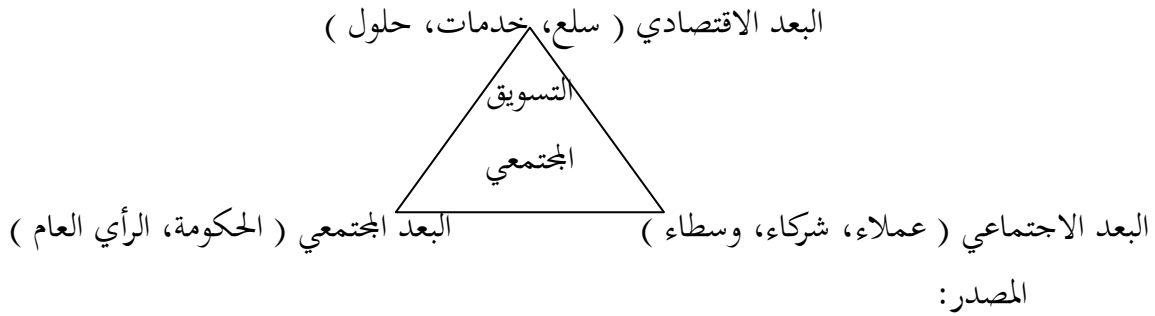 البعد الاقتصادي ( سلع، خدمات، حلول )
التسويق
المجتمعي
البعد الاجتماعي ( عملاء، شركاء، وسطاء ) البعد المجتمعي ( الحكومة، الرأي العام )
المصدر: